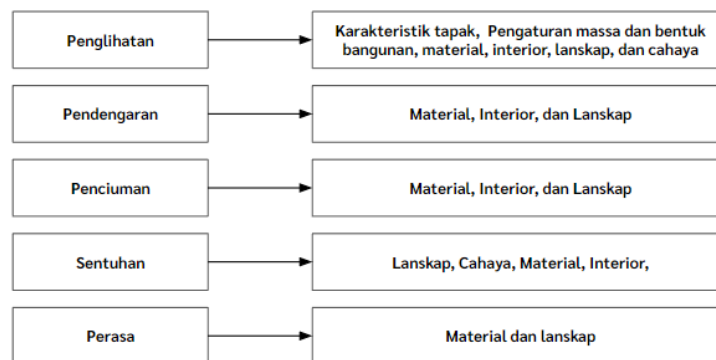 Penglihatan
Karakteristik tapak, Pengaturan massa dan bentuk
bangunan, material, interior, lanskap, dan cahaya
Pendengaran
Material, Interior, dan Lanskap
Penciuman
Material, Interior, dan Lanskap
Sentuhan
Lanskap, Cahaya, Material, Interior,
Perasa
Material dan lanskap